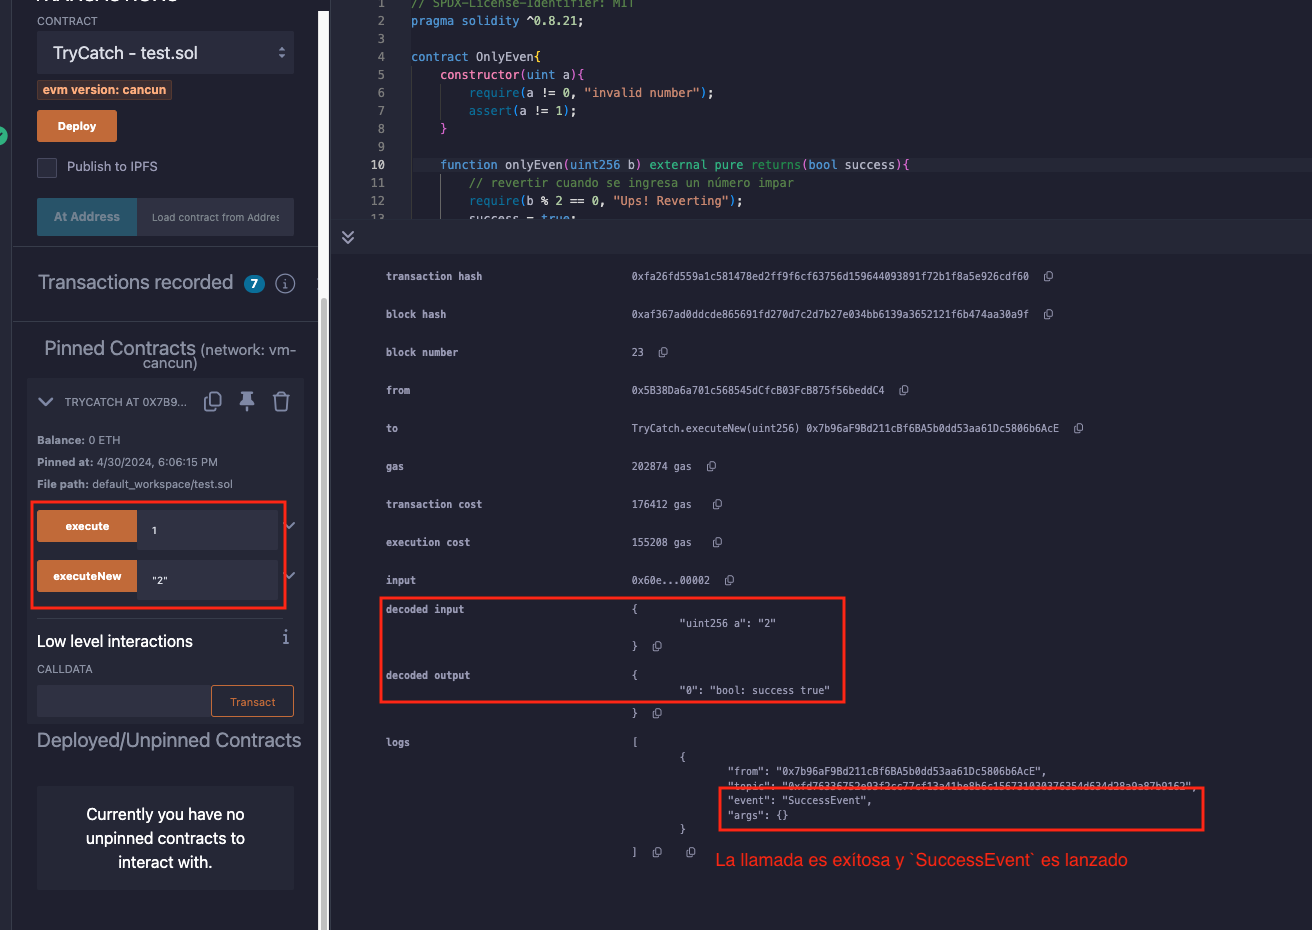 CONTRACT
TryCatch - test.sol
evm version: cancun
Deploy
Publish to IPFS
At Address
Load contract from Addres
Transactions recorded 7 i
Pinned Contracts (network: vm-
cancun)
TRYCATCH AT 0X7B9...
Balance: 0 ETH
Pinned at: 4/30/2024, 6:06:15 PM
File path: default_workspace/test.sol
execute 1
executeNew "2"
Low level interactions i
CALLDATA
Transact
Deployed/Unpinned Contracts
Currently you have no
unpinned contracts to
interact with.
1 // SPDX-License-Identifier: MIT
2 pragma solidity ^0.8.21;
3
4 contract OnlyEven{
5 constructor(uint a){
6 require(a != 0, "invalid number");
7 assert(a != 1);
8 }
9
10 function onlyEven(uint256 b) external pure returns(bool success){
11 // revertir cuando se ingresa un número impar
12 require(b % 2 == 0, "Ups! Reverting");
13 success = true;
transaction hash 0xfa26fd559a1c581478ed2ff9f6cf63756d159644093891f72b1f8a5e926cdf60
block hash 0xaf367ad0ddcde865691fd270d7c2d7b27e034bb6139a3652121f6b474aa30a9f
block number 23
from 0x5B38Da6a701c568545dCfcB03FcB875f56beddC4
to TryCatch.executeNew(uint256) 0x7b96aF9Bd211cBf6BA5b0dd53aa61Dc5806b6AcE
gas 202874 gas
transaction cost 176412 gas
execution cost 155208 gas
input 0x60e...00002
decoded input {
"uint256 a": "2"
}
decoded output {
"0": "bool: success true"
}
logs [
{
"from": "0x7b96aF9Bd211cBf6BA5b0dd53aa61Dc5806b6AcE",
"topic":
"event": "SuccessEvent",
"args": {}
}
]
La llamada es exítosa y `SuccessEvent` es lanzado